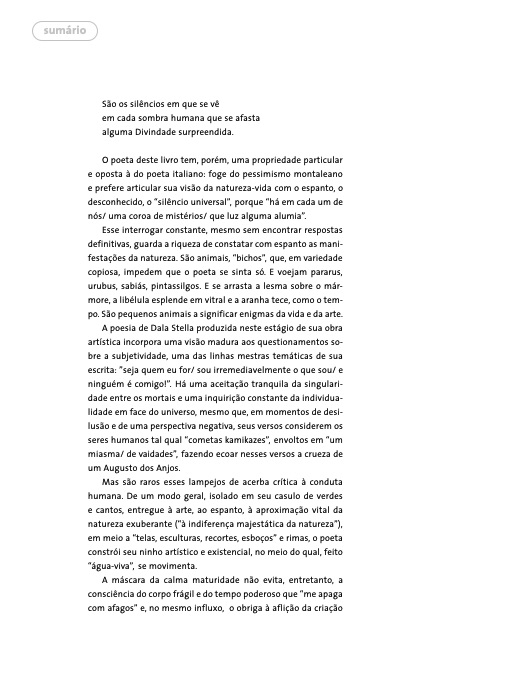 sumário
São os silêncios em que se vê
em cada sombra humana que se afasta
alguma Divindade surpreendida.
O poeta deste livro tem, porém, uma propriedade particular
e oposta à do poeta italiano: foge do pessimismo montaleano
e prefere articular sua visão da natureza-vida com o espanto, o
desconhecido, o “silêncio universal”, porque “há em cada um de
nós/ uma coroa de mistérios/ que luz alguma alumia”.
Esse interrogar constante, mesmo sem encontrar respostas
definitivas, guarda a riqueza de constatar com espanto as mani-
festações da natureza. São animais, “bichos”, que, em variedade
copiosa, impedem que o poeta se sinta só. E voejam pararus,
urubus, sabiás, pintassilgos. E se arrasta a lesma sobre o már-
more, a libélula esplende em vitral e a aranha tece, como o tem-
po. São pequenos animais a significar enigmas da vida e da arte.
A poesia de Dala Stella produzida neste estágio de sua obra
artística incorpora uma visão madura aos questionamentos so-
bre a subjetividade, uma das linhas mestras temáticas de sua
escrita: “seja quem eu for/ sou irremediavelmente o que sou/ e
ninguém é comigo!”. Há uma aceitação tranquila da singulari-
dade entre os mortais e uma inquirição constante da individua-
lidade em face do universo, mesmo que, em momentos de desi-
lusão e de uma perspectiva negativa, seus versos considerem os
seres humanos tal qual “cometas kamikazes”, envoltos em “um
miasma/ de vaidades”, fazendo ecoar nesses versos a crueza de
um Augusto dos Anjos.
Mas são raros esses lampejos de acerba crítica à conduta
humana. De um modo geral, isolado em seu casulo de verdes
e cantos, entregue à arte, ao espanto, à aproximação vital da
natureza exuberante (“à indiferença majestática da natureza”),
em meio a “telas, esculturas, recortes, esboços” e rimas, o poeta
constrói seu ninho artístico e existencial, no meio do qual, feito
“água-viva”, se movimenta.
A máscara da calma maturidade não evita, entretanto, a
consciência do corpo frágil e do tempo poderoso que “me apaga
com afagos” e, no mesmo influxo,  o obriga à aflição da criação